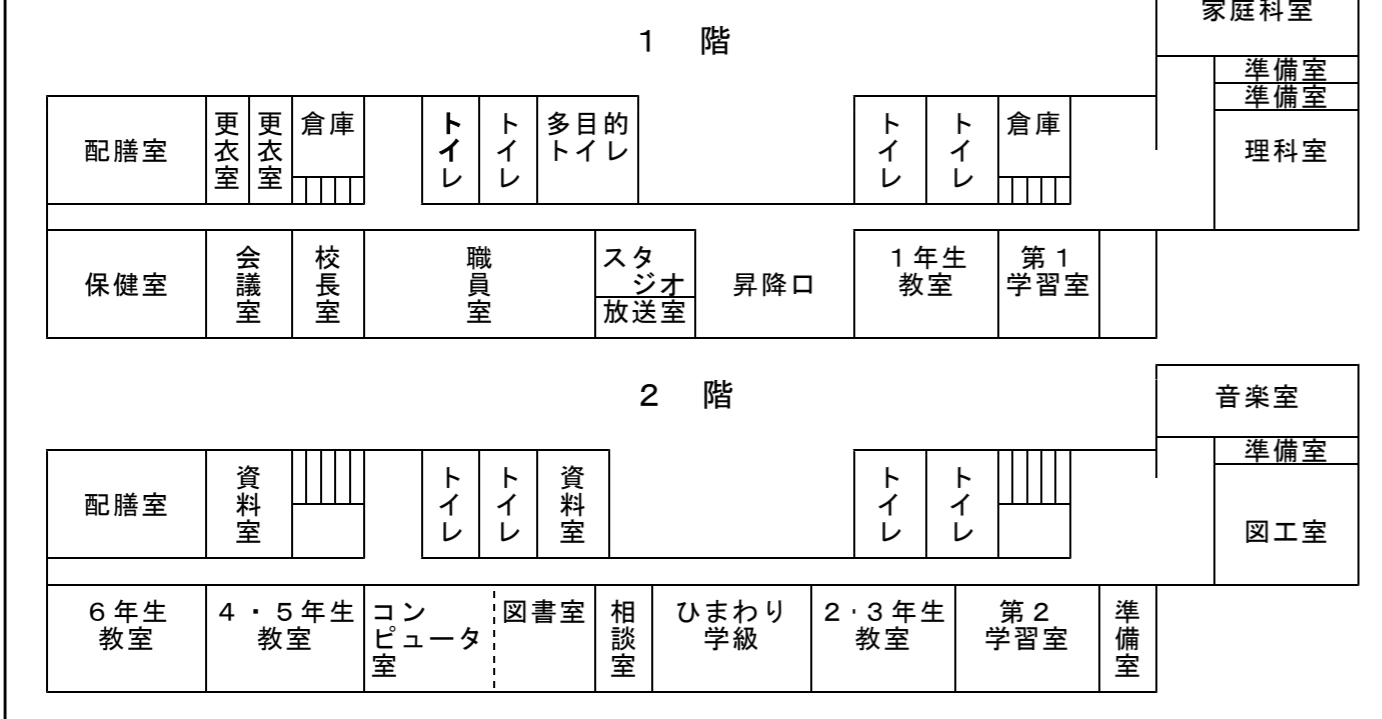 家庭科室
1 階
準備室
準備室
配膳室
更衣室
更衣室
倉庫
トイレ
トイレ
多目的
トイレ
トイレ
トイレ
倉庫
理科室
保健室
会議室
校長室
職員室
スタ
ジオ
放送室
昇降口
1年生
教室
第1
学習室
2 階
音楽室
準備室
配膳室
資料室
トイレ
トイレ
資料室
トイレ
トイレ
図工室
6年生
教室
4・5年生
教室
コン
ピュータ
室
図書室
相談室
ひまわり
学級
2・3年生
教室
第2
学習室
準備室